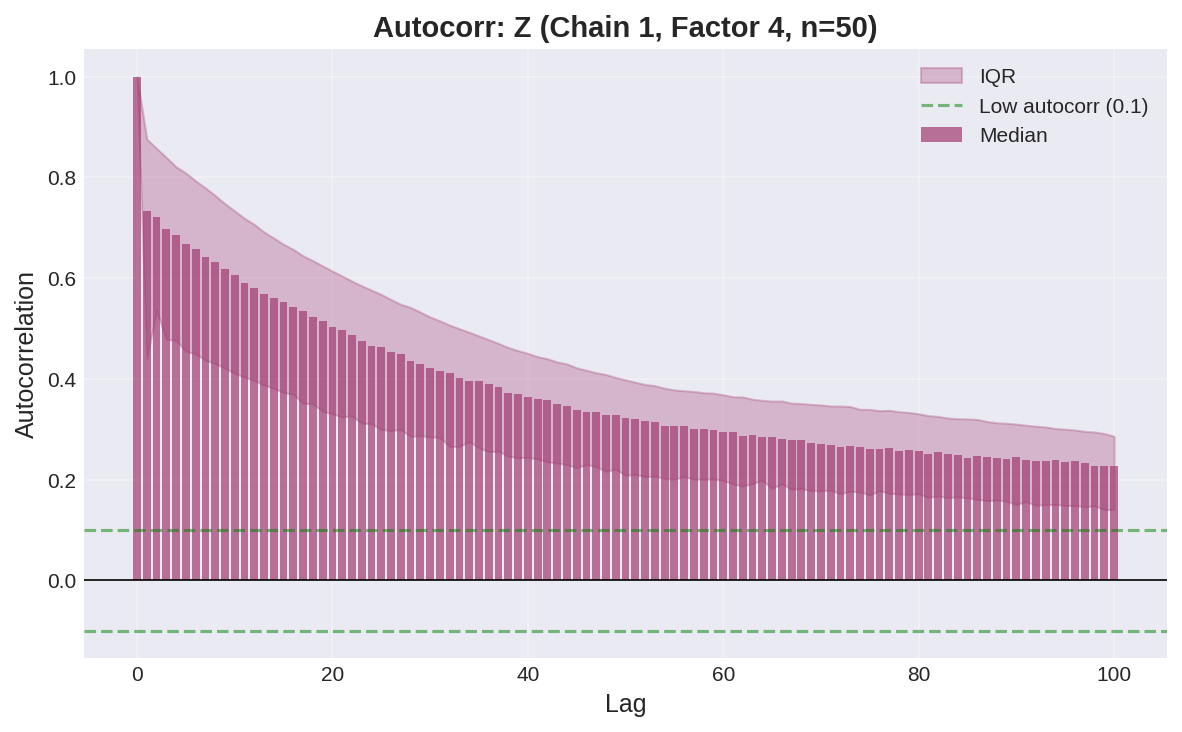 Autocorr: Z (Chain 1, Factor 4, n=50)
IQR
Low autocorr (0.1)
Median
Autocorrelation
1.0
0.8
0.6
0.4
0.2
0.0
0 20 40 60 80 100
Lag